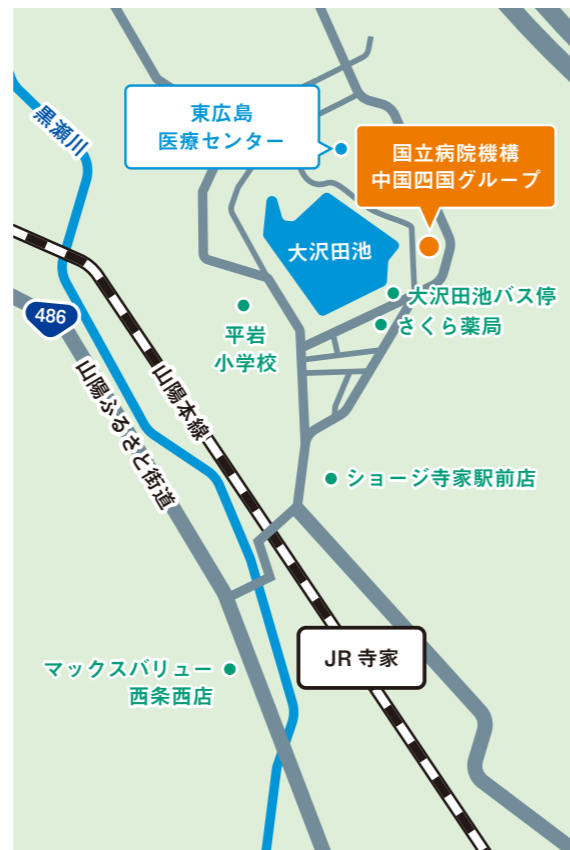 東広島
医療センター
黒瀬川
国立病院機構
中国四国グループ
大沢田池
大沢田池バス停
さくら薬局
486
平岩
小学校
山陽本線
山陽ふるさと街道
ショージ寺家駅前店
JR 寺家
マックスバリュー
西条西店